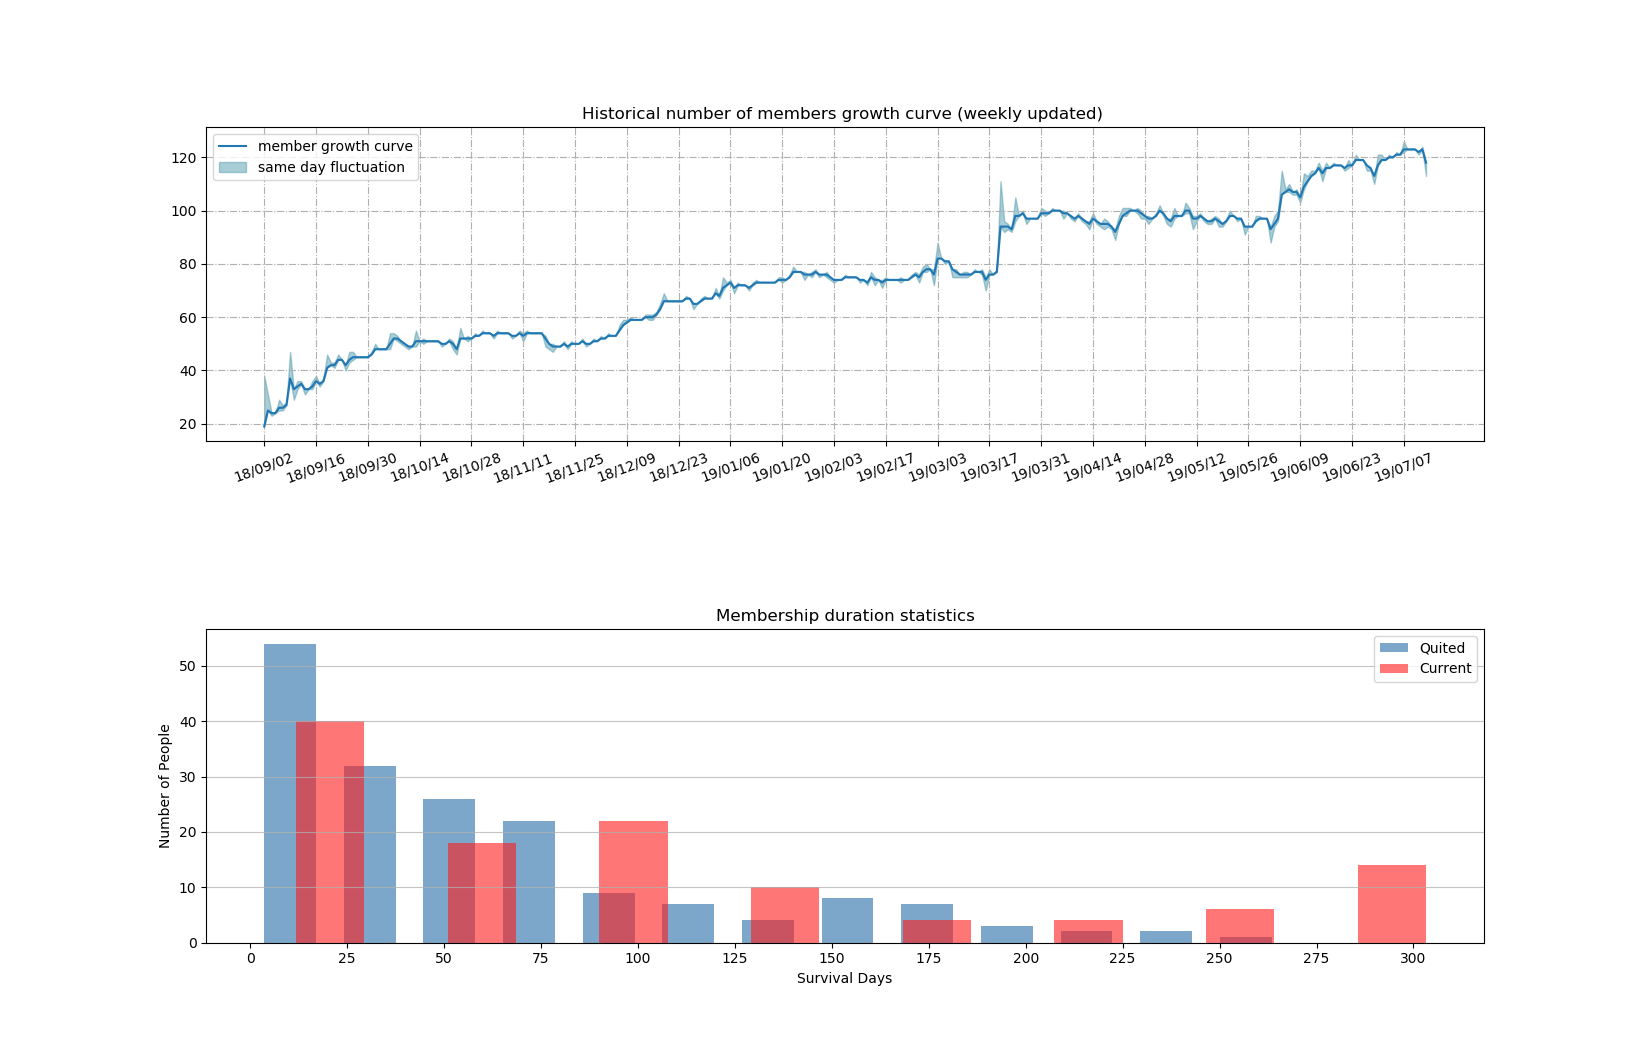 Historical number of members growth curve (weekly updated)
member growth curve
same day fluctuation
120
100
80
60
40
20
18/09/02 18/09/16 18/09/30 18/10/14 18/10/28 18/11/11 18/11/25 18/12/09 18/12/23 19/01/06 19/01/20 19/02/03 19/02/17 19/03/03 19/03/17 19/03/31 19/04/14 19/04/28 19/05/12 19/05/26 19/06/09 19/06/23 19/07/07
Membership duration statistics
Quited
Current
50
40
30
20
10
0
Number of People
0 25 50 75 100 125 150 175 200 225 250 275 300
Survival Days